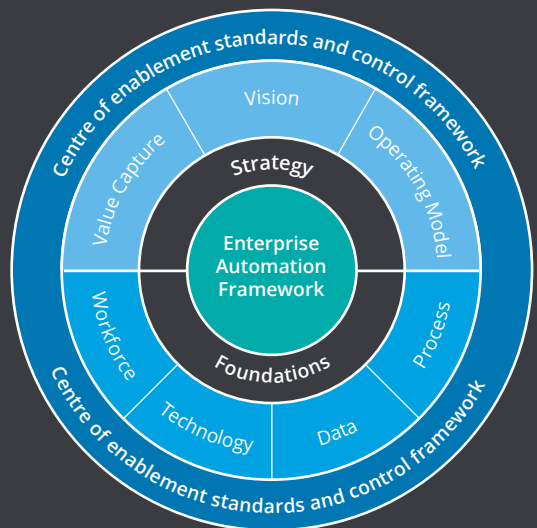 Centre of enablement standards and control framework
Vision
Value Capture
Operating Model
Strategy
Enterprise
Automation
Framework
Foundations
Workforce
Technology
Data
Process
Centre of enablement standards and control framework